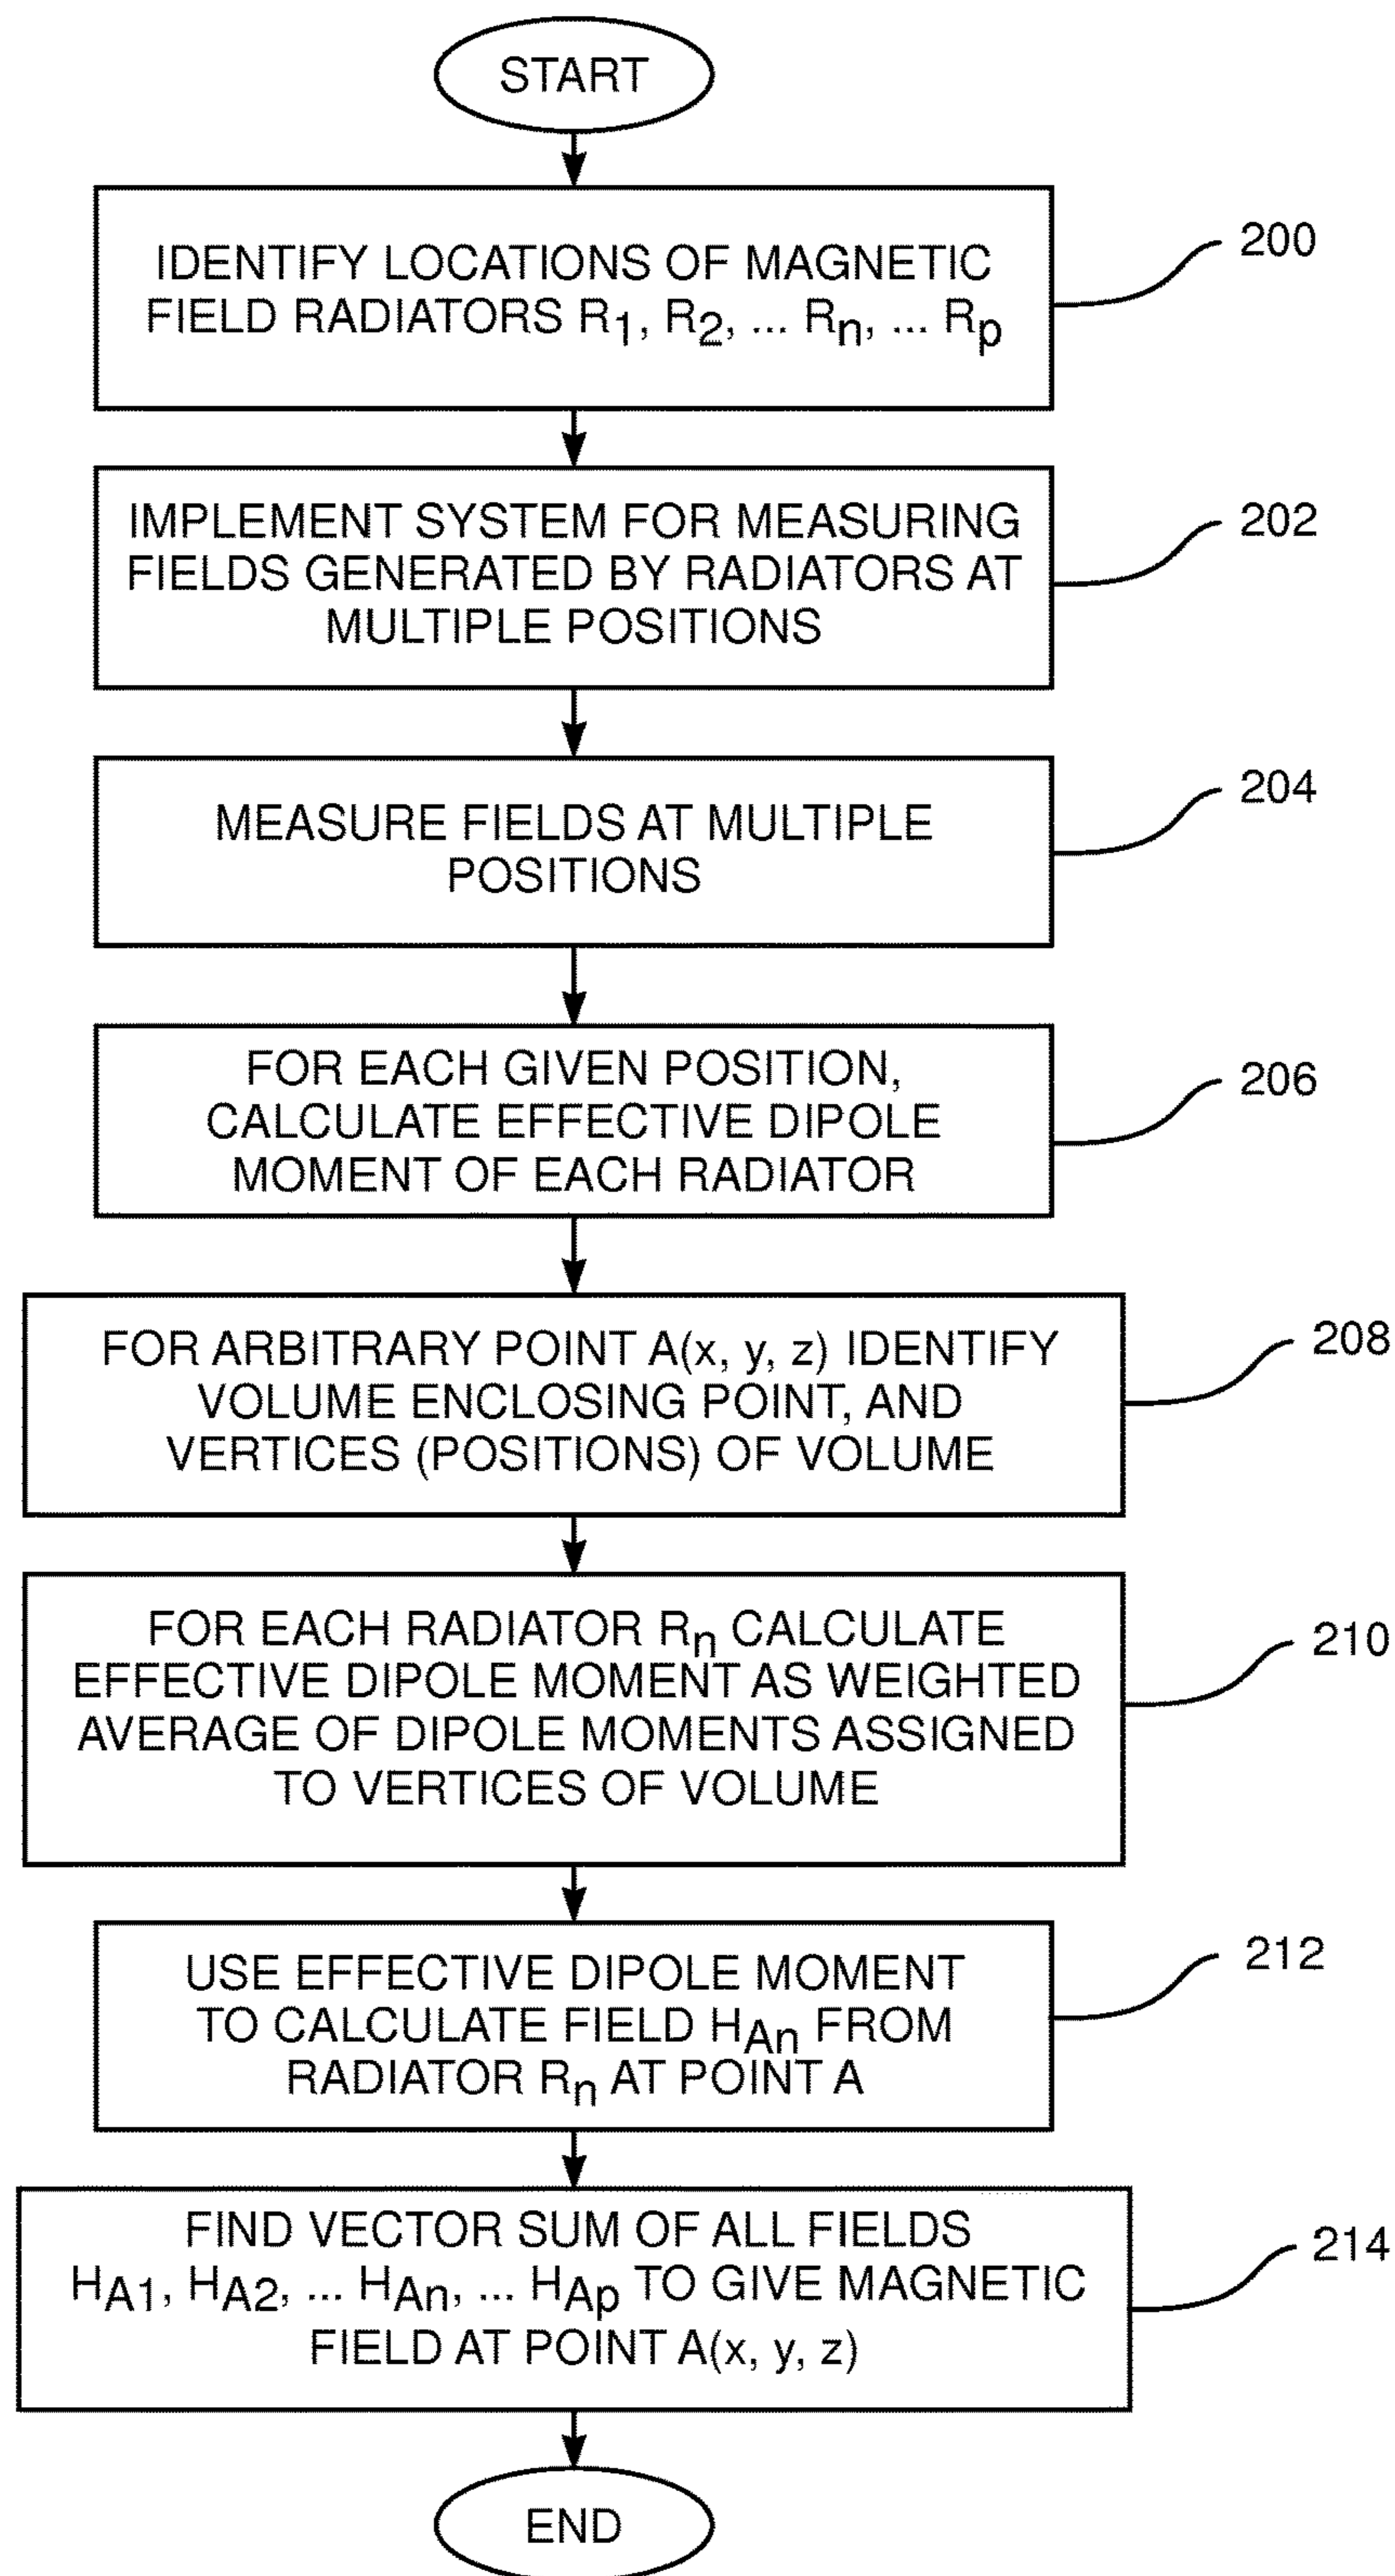 START
IDENTIFY LOCATIONS OF MAGNETIC
FIELD RADIATORS R1, R2, ... Rn, ... Rp
200
IMPLEMENT SYSTEM FOR MEASURING
FIELDS GENERATED BY RADIATORS AT
MULTIPLE POSITIONS
202
MEASURE FIELDS AT MULTIPLE
POSITIONS
204
FOR EACH GIVEN POSITION,
CALCULATE EFFECTIVE DIPOLE
MOMENT OF EACH RADIATOR
206
FOR ARBITRARY POINT A(x, y, z) IDENTIFY
VOLUME ENCLOSING POINT, AND
VERTICES (POSITIONS) OF VOLUME
208
FOR EACH RADIATOR Rn CALCULATE
EFFECTIVE DIPOLE MOMENT AS WEIGHTED
AVERAGE OF DIPOLE MOMENTS ASSIGNED
TO VERTICES OF VOLUME
210
USE EFFECTIVE DIPOLE MOMENT
TO CALCULATE FIELD HAn FROM
RADIATOR Rn AT POINT A
212
FIND VECTOR SUM OF ALL FIELDS
HA1, HA2, ... HAn, ... HAp TO GIVE MAGNETIC
FIELD AT POINT A(x, y, z)
214
END